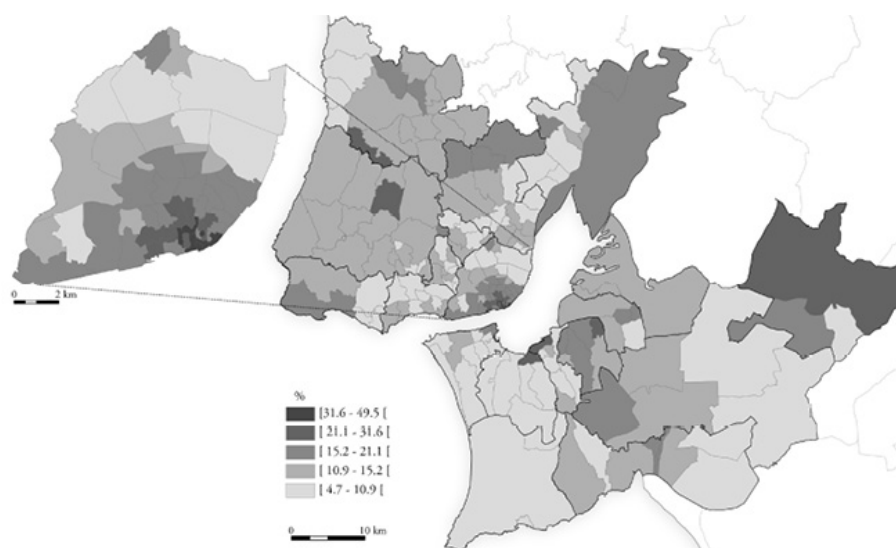 0 2 km
%
[31.6 - 49.5 [
[21.1 - 31.6 [
[15.2 - 21.1 [
[10.9 - 15.2 [
[ 4.7 - 10.9 [
0 10 km